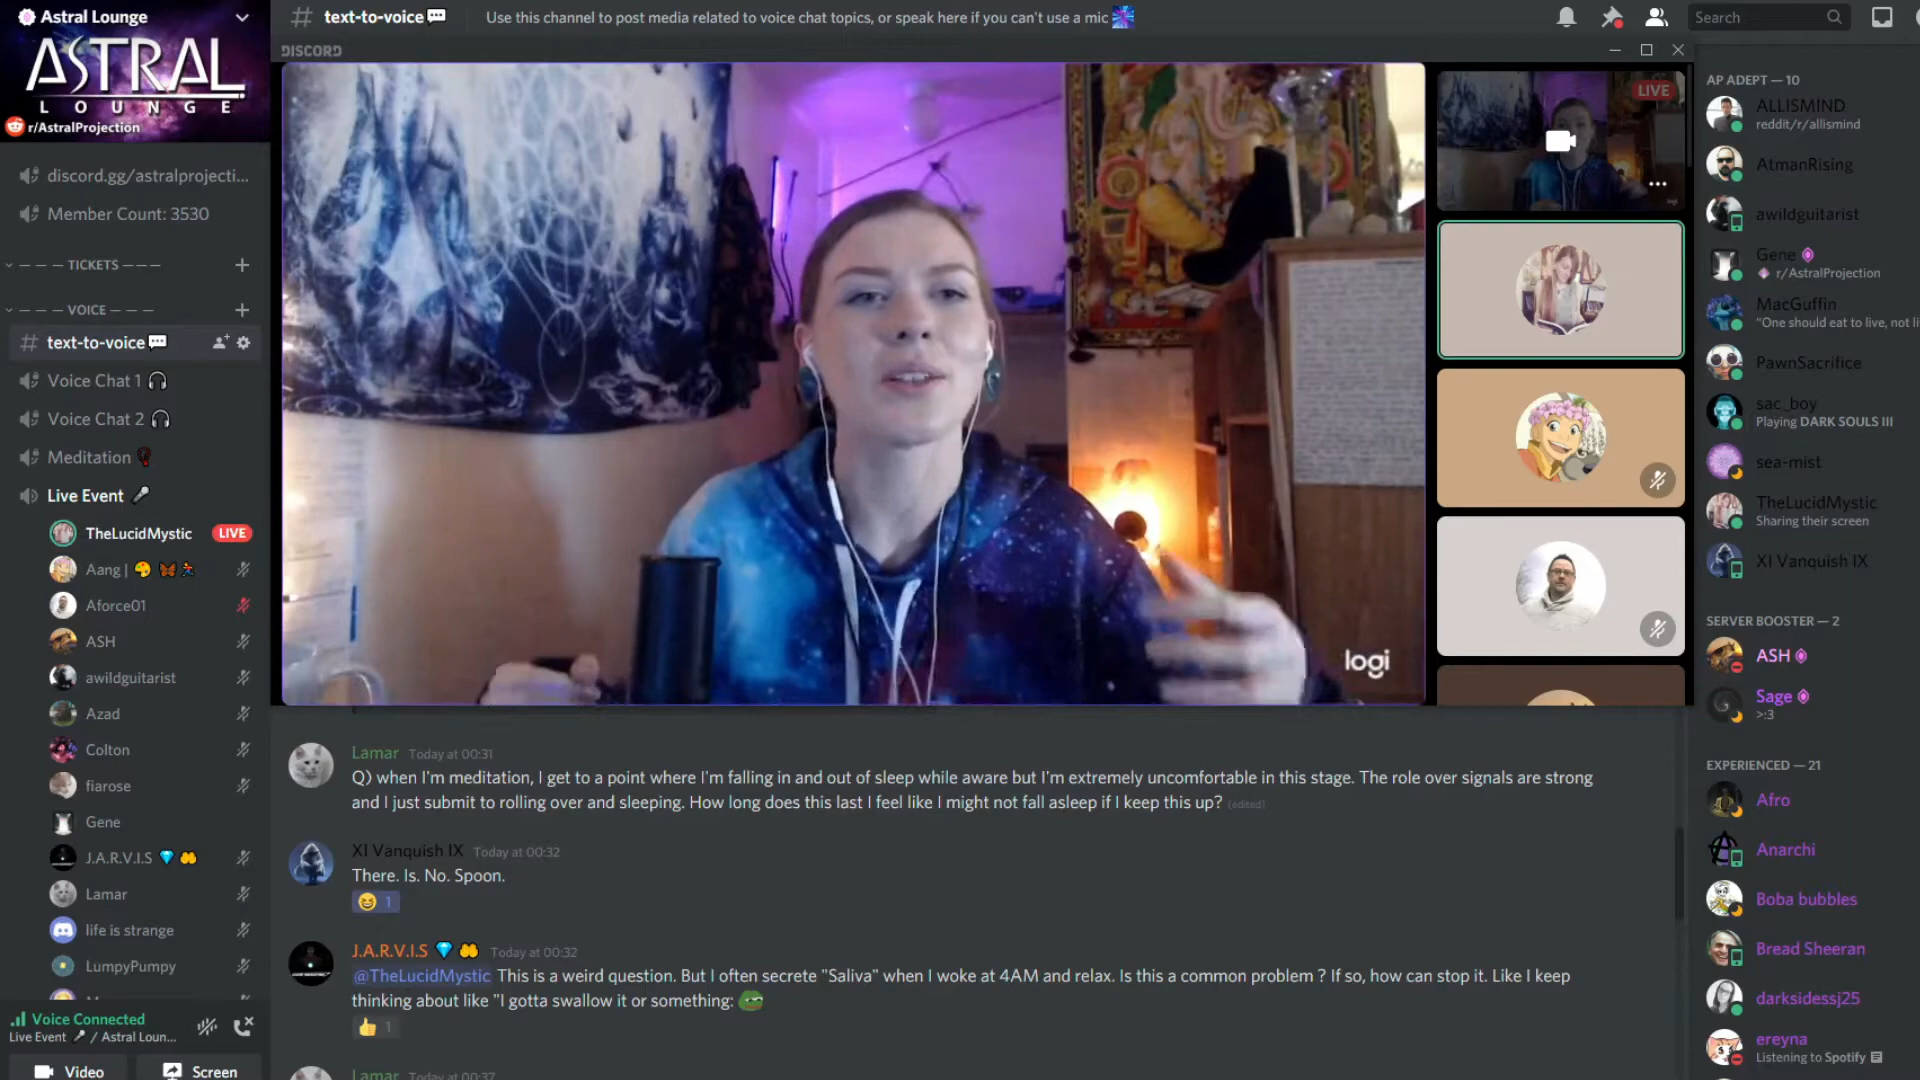 Astral Lounge
ASTRAL
LOUNGE
r/AstralProjection
discord.gg/astralprojecti...
Member Count: 3530
— — — TICKETS — — —
— — — VOICE — — —
text-to-voice
Voice Chat 1
Voice Chat 2
Meditation
Live Event
TheLucidMystic LIVE
Aang |
Aforce01
ASH
awildguitarist
Azad
Colton
fiarose
Gene
J.A.R.V.I.S
Lamar
life is strange
LumpyPumpy
Voice Connected
Live Event / Astral Loun...
Video
Screen
# text-to-voice
Use this channel to post media related to voice chat topics, or speak here if you can't use a mic
Search
DISCORD
LIVE
logi
Lamar Today at 00:31
Q) when I'm meditation, I get to a point where I'm falling in and out of sleep while aware but I'm extremely uncomfortable in this stage. The role over signals are strong
and I just submit to rolling over and sleeping. How long does this last I feel like I might not fall asleep if I keep this up? (edited)
XI Vanquish IX Today at 00:32
There. Is. No. Spoon.
1
J.A.R.V.I.S Today at 00:32
@TheLucidMystic This is a weird question. But I often secrete "Saliva" when I woke at 4AM and relax. Is this a common problem ? If so, how can stop it. Like I keep
thinking about like "I gotta swallow it or something:
1
Lamar Today at 00:37
AP ADEPT — 10
ALLISMIND
reddit/r/allismind
AtmanRising
awildguitarist
Gene
r/AstralProjection
MacGuffin
"One should eat to live, not li
PawnSacrifice
sac_boy
Playing DARK SOULS III
sea-mist
TheLucidMystic
Sharing their screen
XI Vanquish IX
SERVER BOOSTER — 2
ASH
Sage
>:3
EXPERIENCED — 21
Afro
Anarchi
Boba bubbles
Bread Sheeran
darksidessj25
ereyna
Listening to Spotify